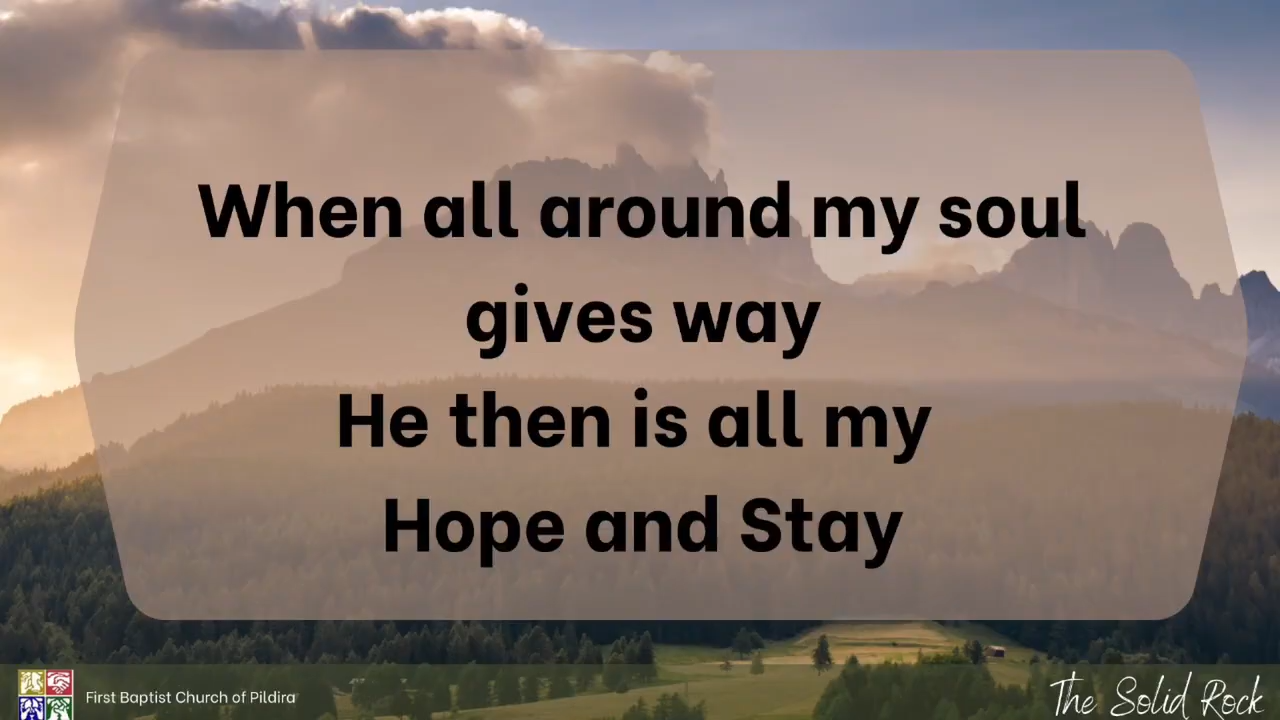 When all around my soul
gives way
He then is all my
Hope and Stay
First Baptist Church of Pildira
The Solid Rock